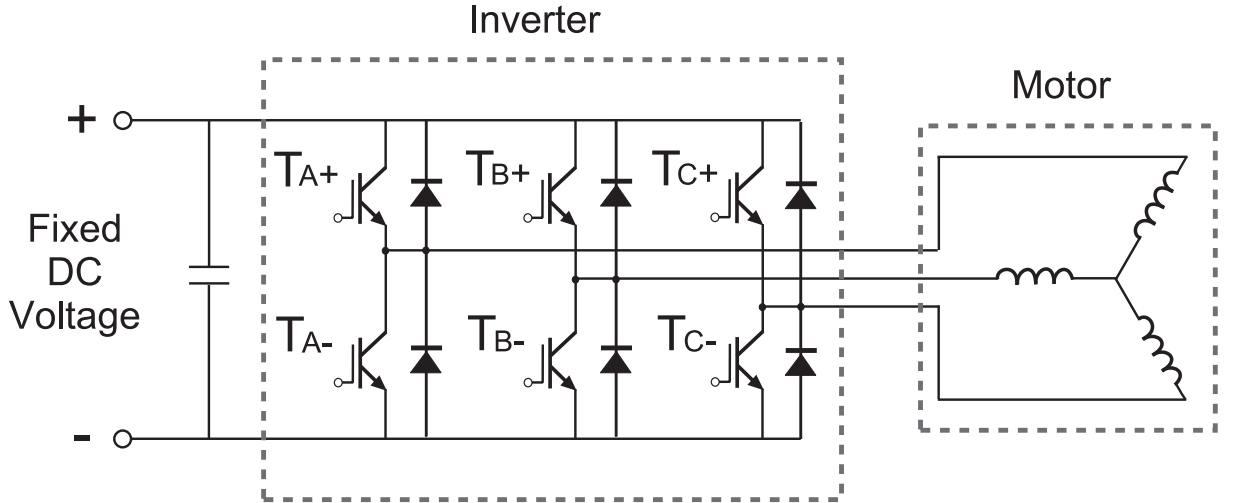 Inverter
Motor
+
TA+
TB+
TC+
Fixed
DC
Voltage
TA-
TB-
TC-
-